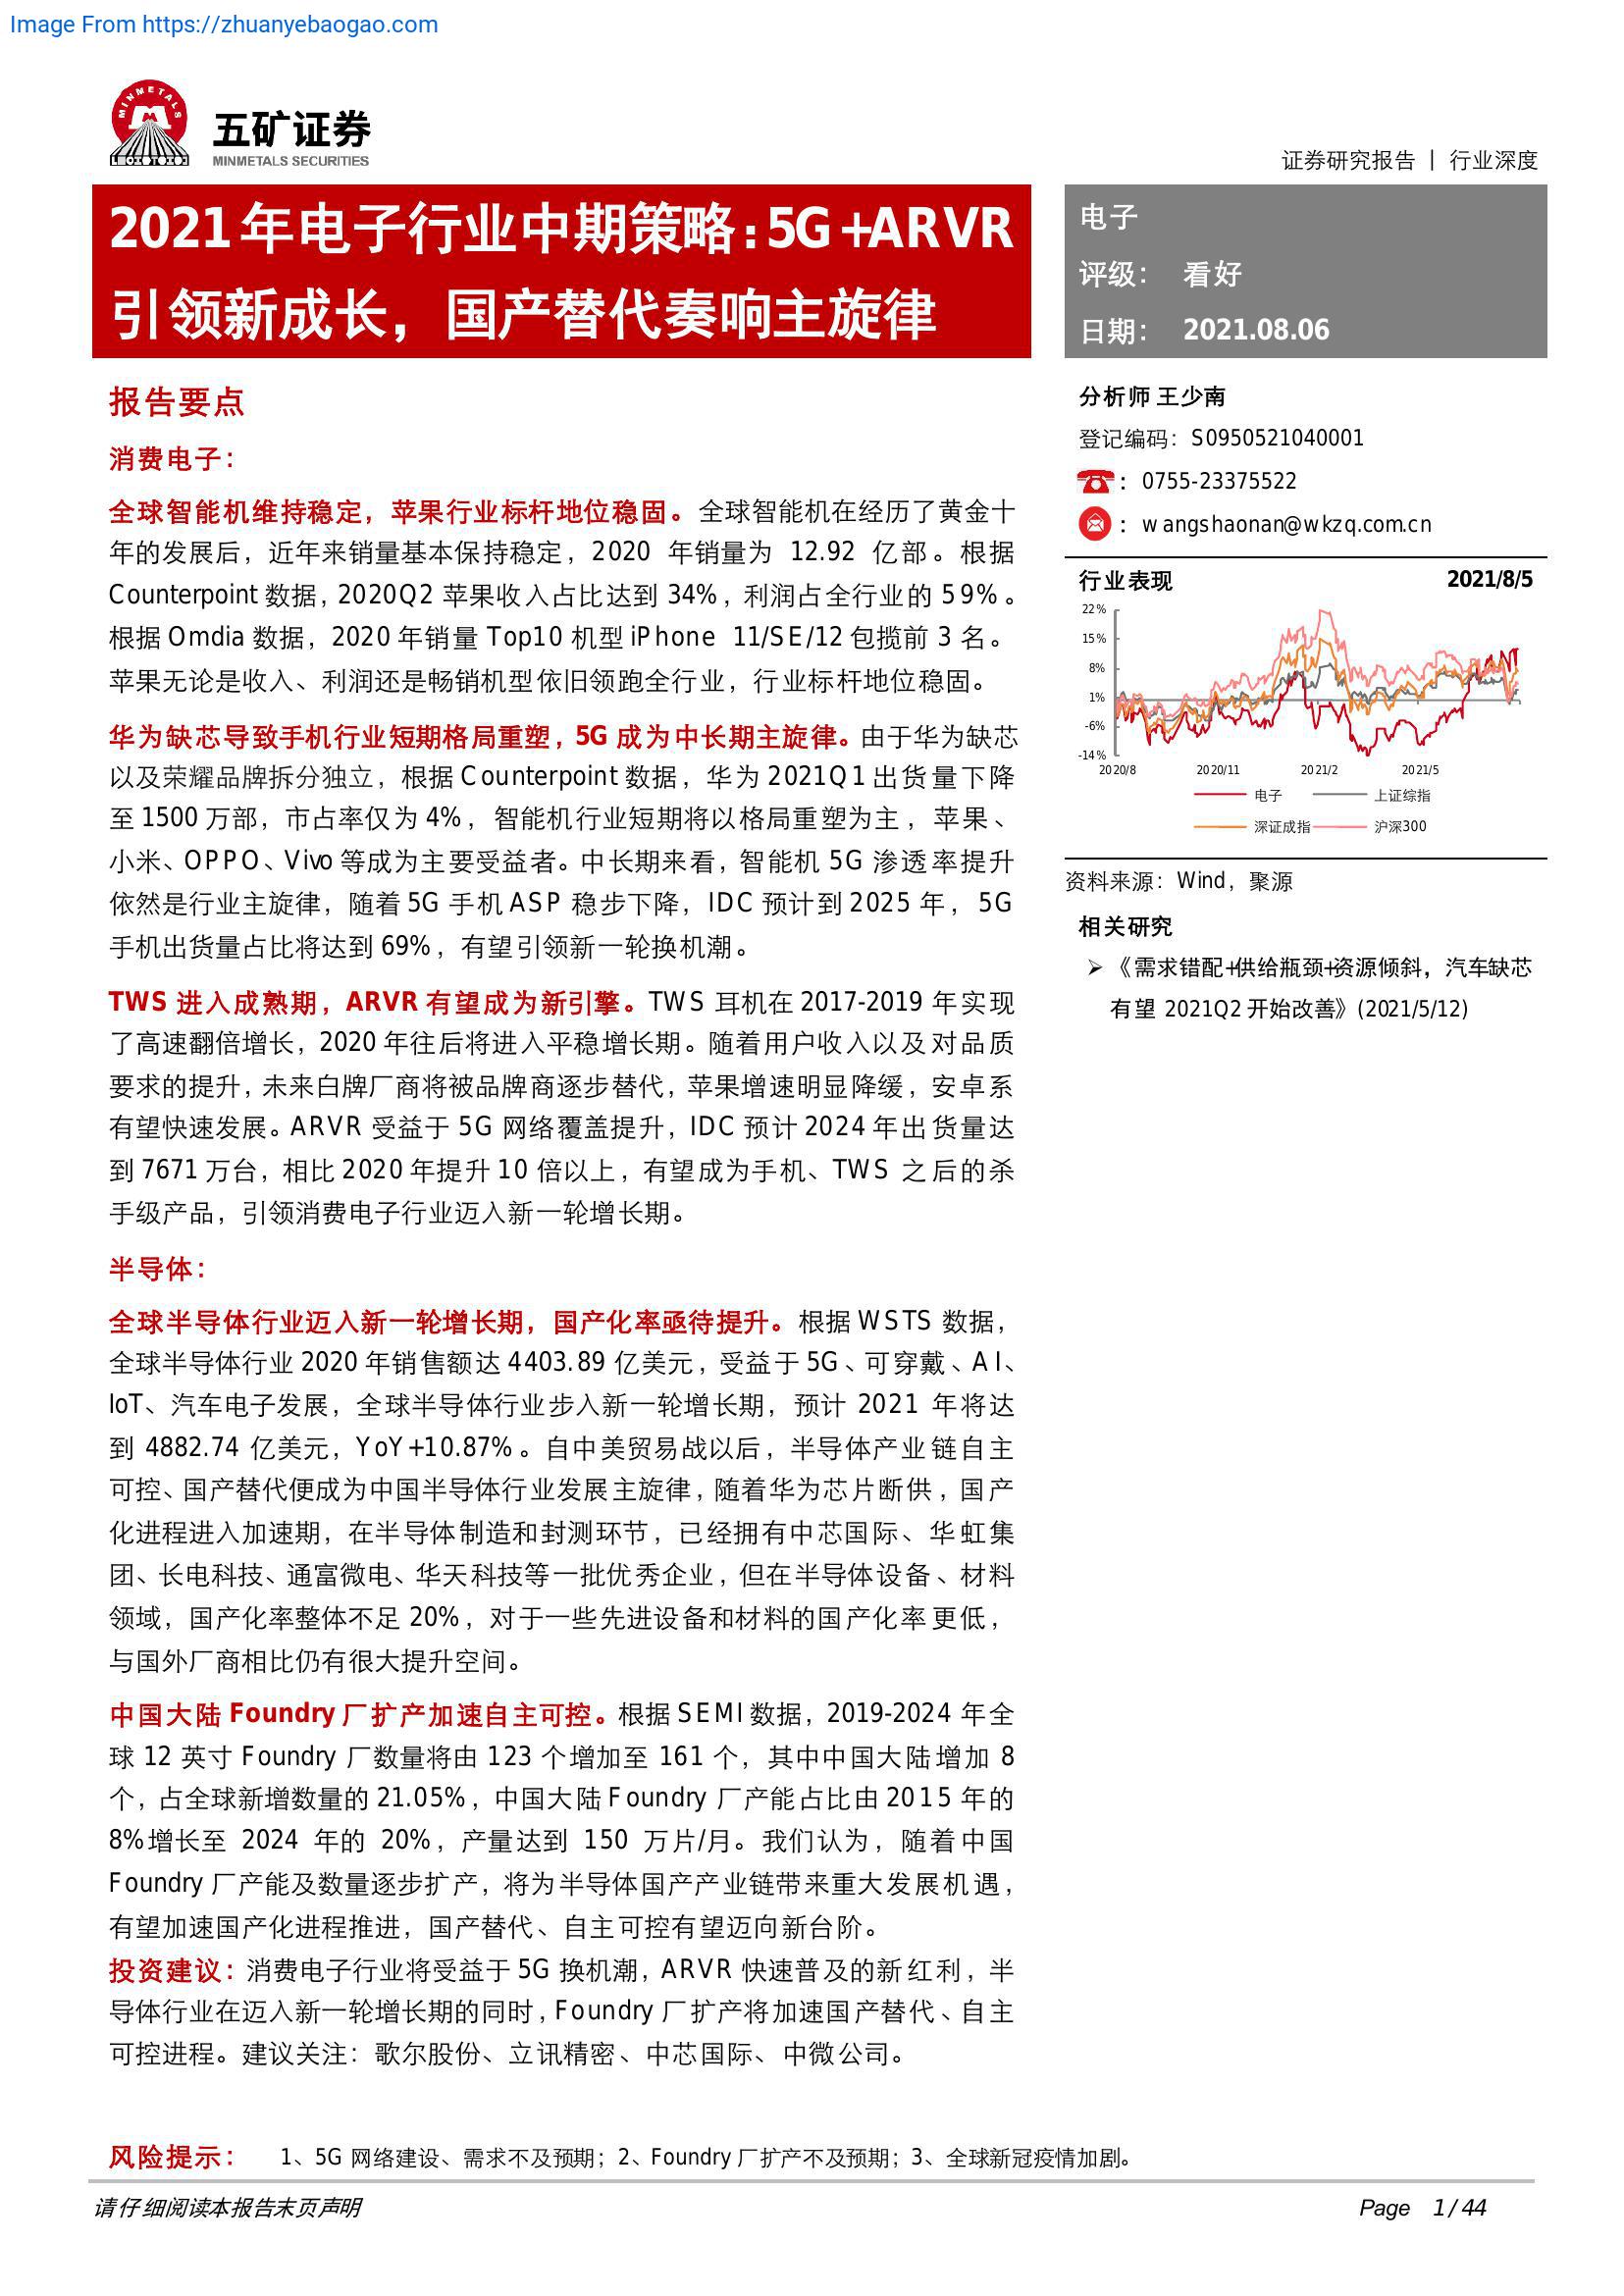 Image From https://zhuanyebaogao.com
MINMETALS
五矿证券
MINMETALS SECURITIES
证券研究报告 | 行业深度
2021年电子行业中期策略：5G+ARVR
引领新成长，国产替代奏响主旋律
电子
评级： 看好
日期： 2021.08.06
报告要点
消费电子：
全球智能机维持稳定，苹果行业标杆地位稳固。全球智能机在经历了黄金十
年的发展后，近年来销量基本保持稳定，2020 年销量为 12.92 亿部。根据
Counterpoint 数据，2020Q2 苹果收入占比达到 34%，利润占全行业的 59%。
根据 Omdia 数据，2020 年销量 Top10 机型 iPhone 11/SE/12 包揽前 3 名。
苹果无论是收入、利润还是畅销机型依旧领跑全行业，行业标杆地位稳固。
华为缺芯导致手机行业短期格局重塑，5G 成为中长期主旋律。由于华为缺芯
以及荣耀品牌拆分独立，根据 Counterpoint 数据，华为 2021Q1 出货量下降
至 1500 万部，市占率仅为 4%，智能机行业短期将以格局重塑为主，苹果、
小米、OPPO、Vivo 等成为主要受益者。中长期来看，智能机 5G 渗透率提升
依然是行业主旋律，随着 5G 手机 ASP 稳步下降，IDC 预计到 2025 年，5G
手机出货量占比将达到 69%，有望引领新一轮换机潮。
TWS 进入成熟期，ARVR 有望成为新引擎。TWS 耳机在 2017-2019 年实现
了高速翻倍增长，2020 年往后将进入平稳增长期。随着用户收入以及对品质
要求的提升，未来白牌厂商将被品牌商逐步替代，苹果增速明显降缓，安卓系
有望快速发展。ARVR 受益于 5G 网络覆盖提升，IDC 预计 2024 年出货量达
到 7671 万台，相比 2020 年提升 10 倍以上，有望成为手机、TWS 之后的杀
手级产品，引领消费电子行业迈入新一轮增长期。
半导体：
全球半导体行业迈入新一轮增长期，国产化率亟待提升。根据 WSTS 数据，
全球半导体行业 2020 年销售额达 4403.89 亿美元，受益于 5G、可穿戴、AI、
IoT、汽车电子发展，全球半导体行业步入新一轮增长期，预计 2021 年将达
到 4882.74 亿美元，YoY+10.87%。自中美贸易战以后，半导体产业链自主
可控、国产替代便成为中国半导体行业发展主旋律，随着华为芯片断供，国产
化进程进入加速期，在半导体制造和封测环节，已经拥有中芯国际、华虹集
团、长电科技、通富微电、华天科技等一批优秀企业，但在半导体设备、材料
领域，国产化率整体不足 20%，对于一些先进设备和材料的国产化率更低，
与国外厂商相比仍有很大提升空间。
中国大陆 Foundry 厂扩产加速自主可控。根据 SEMI 数据，2019-2024 年全
球 12 英寸 Foundry 厂数量将由 123 个增加至 161 个，其中中国大陆增加 8
个，占全球新增数量的 21.05%，中国大陆 Foundry 厂产能占比由 2015 年的
8%增长至 2024 年的 20%，产量达到 150 万片/月。我们认为，随着中国
Foundry 厂产能及数量逐步扩产，将为半导体国产产业链带来重大发展机遇，
有望加速国产化进程推进，国产替代、自主可控有望迈向新台阶。
投资建议：消费电子行业将受益于 5G 换机潮，ARVR 快速普及的新红利，半
导体行业在迈入新一轮增长期的同时，Foundry 厂扩产将加速国产替代、自主
可控进程。建议关注：歌尔股份、立讯精密、中芯国际、中微公司。
分析师 王少南
登记编码：S0950521040001
：0755-23375522
：wangshaonan@wkzq.com.cn
行业表现 2021/8/5
22%
15%
8%
1%
-6%
-14%
2020/8 2020/11 2021/2 2021/5
电子 上证综指
深证成指 沪深300
资料来源：Wind，聚源
相关研究
➢《需求错配+供给瓶颈+资源倾斜，汽车缺芯
有望 2021Q2 开始改善》(2021/5/12)
风险提示： 1、5G 网络建设、需求不及预期；2、Foundry 厂扩产不及预期；3、全球新冠疫情加剧。
请仔细阅读本报告末页声明
Page 1 / 44